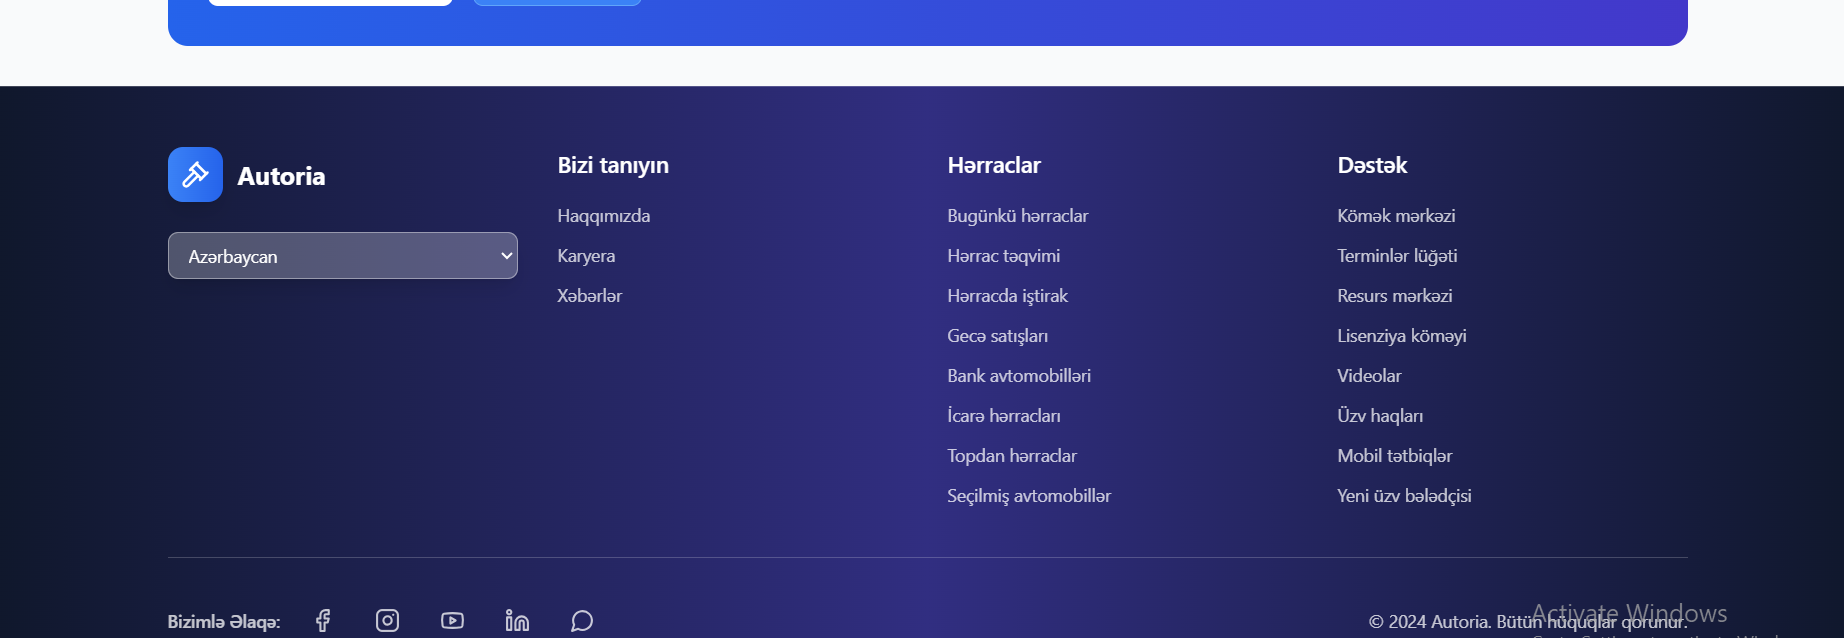 Autoria
Azərbaycan
Bizi tanıyın
Haqqımızda
Karyera
Xəbərlər
Hərraclar
Bugünkü hərraclar
Hərrac təqvimi
Hərracda iştirak
Gecə satışları
Bank avtomobilləri
İcarə hərracları
Topdan hərraclar
Seçilmiş avtomobillər
Dəstək
Kömək mərkəzi
Terminlər lüğəti
Resurs mərkəzi
Lisenziya köməyi
Videolar
Üzv haqları
Mobil tətbiqlər
Yeni üzv bələdçisi
Bizimlə Əlaqə:
© 2024 Autoria. Bütün hüquqlar qorunur.
Activate Windows